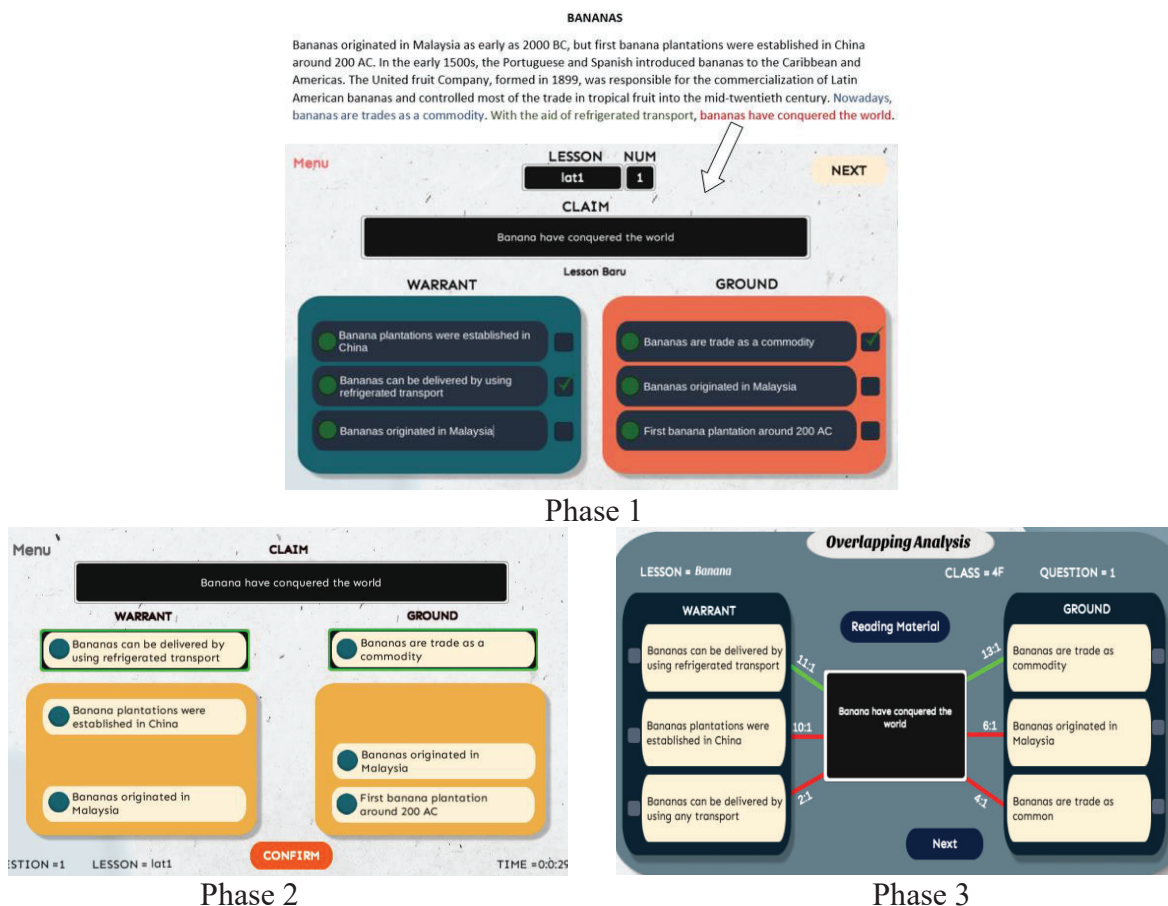 BANANAS
Bananas originated in Malaysia as early as 2000 BC, but first banana plantations were established in China
around 200 AC. In the early 1500s, the Portuguese and Spanish introduced bananas to the Caribbean and
Americas. The United fruit Company, formed in 1899, was responsible for the commercialization of Latin
American bananas and controlled most of the trade in tropical fruit into the mid-twentieth century. Nowadays,
bananas are trades as a commodity. With the aid of refrigerated transport, bananas have conquered the world.
Menu
LESSON NUM
lat1 1
NEXT
CLAIM
Banana have conquered the world
Lesson Baru
WARRANT
Banana plantations were established in
China
Bananas can be delivered by using
refrigerated transport
Bananas originated in Malaysia
GROUND
Bananas are trade as a commodity
Bananas originated in Malaysia
First banana plantation around 200 AC
Phase 1
Menu
CLAIM
Banana have conquered the world
WARRANT
Bananas can be delivered by
using refrigerated transport
Banana plantations were
established in China
Bananas originated in
Malaysia
GROUND
Bananas are trade as a
commodity
Bananas originated in
Malaysia
First banana plantation
around 200 AC
CONFIRM
STION =1 LESSON = lat1
TIME =0:0:29
Phase 2
Overlapping Analysis
LESSON = Banana
CLASS = 4F
QUESTION = 1
WARRANT
Bananas can be delivered by
using refrigerated transport
Bananas plantations were
established in China
Bananas can be delivered by
using any transport
Reading Material
11:1
10:1
2:1
Banana have conquered the
world
13:1
6:1
4:1
Next
GROUND
Bananas are trade as
commodity
Bananas originated in
Malaysia
Bananas are trade as
common
Phase 3